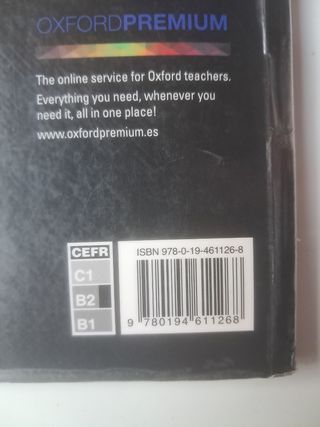 OXFORDPREMIUM
The online service for Oxford teachers.
Everything you need, whenever you
need it, all in one place!
www.oxfordpremium.es
CEFR
C1
B2
B1
ISBN 978-0-19-461126-8
9 780194 611268